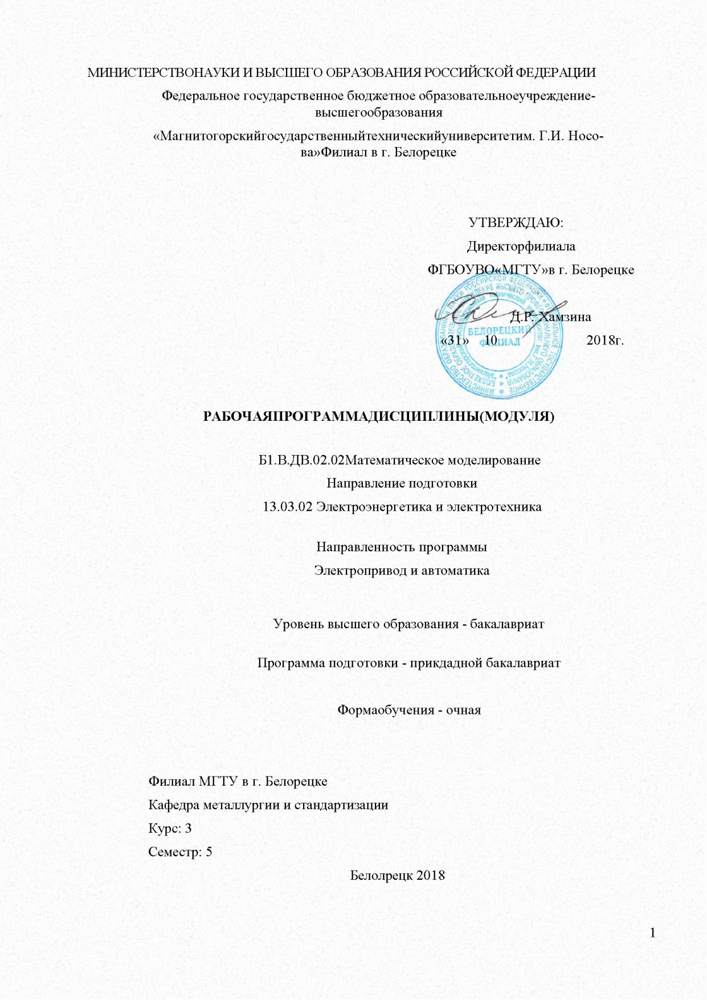 МИНИСТЕРСТВОНАУКИ И ВЫСШЕГО ОБРАЗОВАНИЯ РОССИЙСКОЙ ФЕДЕРАЦИИ
Федеральное государственное бюджетное образовательноеучреждение-
высшегообразования
«Магнитогорскийгосударственныйтехническийуниверситетим. Г.И. Носо-
ва»Филиал в г. Белорецке
УТВЕРЖДАЮ:
Директорфилиала
ФГБОУВО«МГТУ»в г. Белорецке
Д.Р. Хамзина
БЕЛОРЕЦКИЙ
ФИЛИАЛ
«31» 10 2018г.
РАБОЧАЯПРОГРАММАДИСЦИПЛИНЫ(МОДУЛЯ)
Б1.В.ДВ.02.02Математическое моделирование
Направление подготовки
13.03.02 Электроэнергетика и электротехника
Направленность программы
Электропривод и автоматика
Уровень высшего образования - бакалавриат
Программа подготовки - прикдадной бакалавриат
Формаобучения - очная
Филиал МГТУ в г. Белорецке
Кафедра металлургии и стандартизации
Курс: 3
Семестр: 5
Белолрецк 2018
1